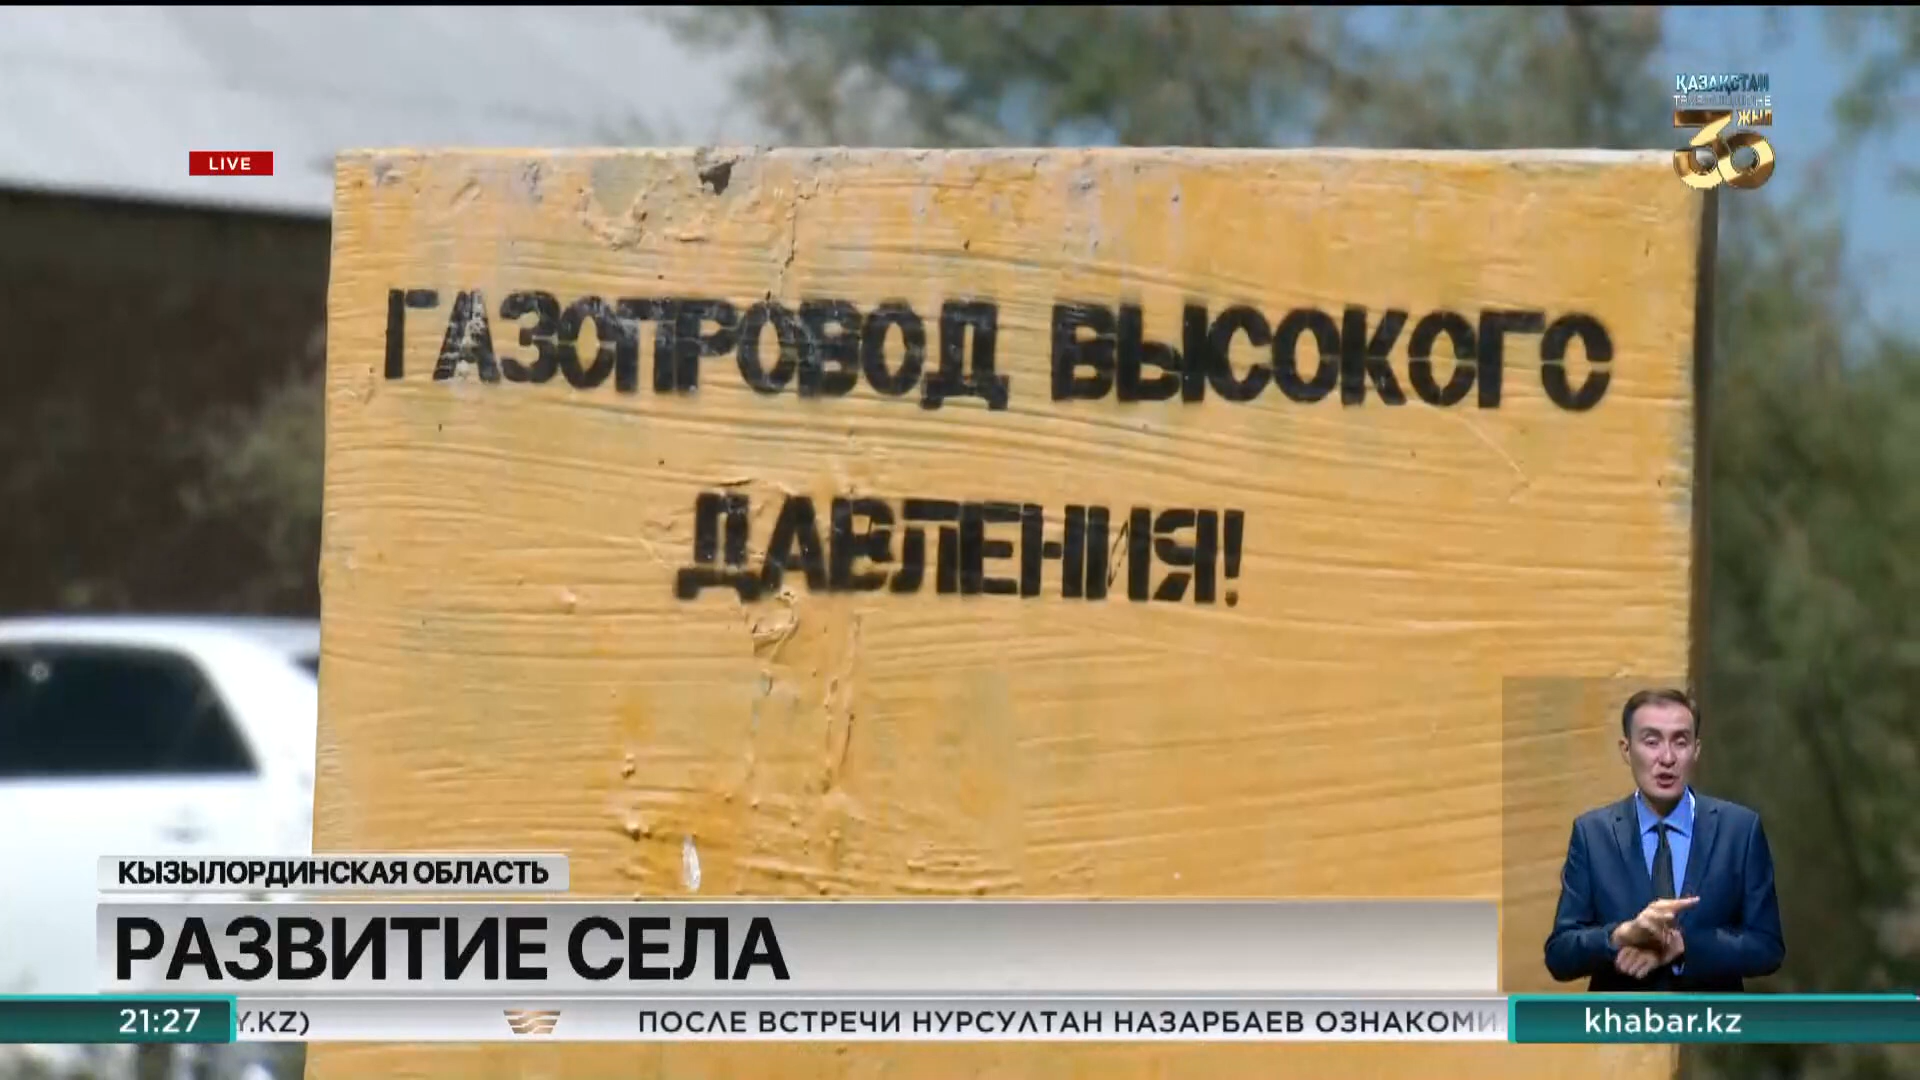 ҚАЗАҚСТАН
ЖЫЛ
30
LIVE
ГАЗОПРОВОД ВЫСОКОГО
ДАВЛЕНИЯ!
КЫЗЫЛОРДИНСКАЯ ОБЛАСТЬ
РАЗВИТИЕ СЕЛА
21:27
Y.KZ)
ПОСЛЕ ВСТРЕЧИ НУРСУЛТАН НАЗАРБАЕВ ОЗНАКОМИ
khabar.kz